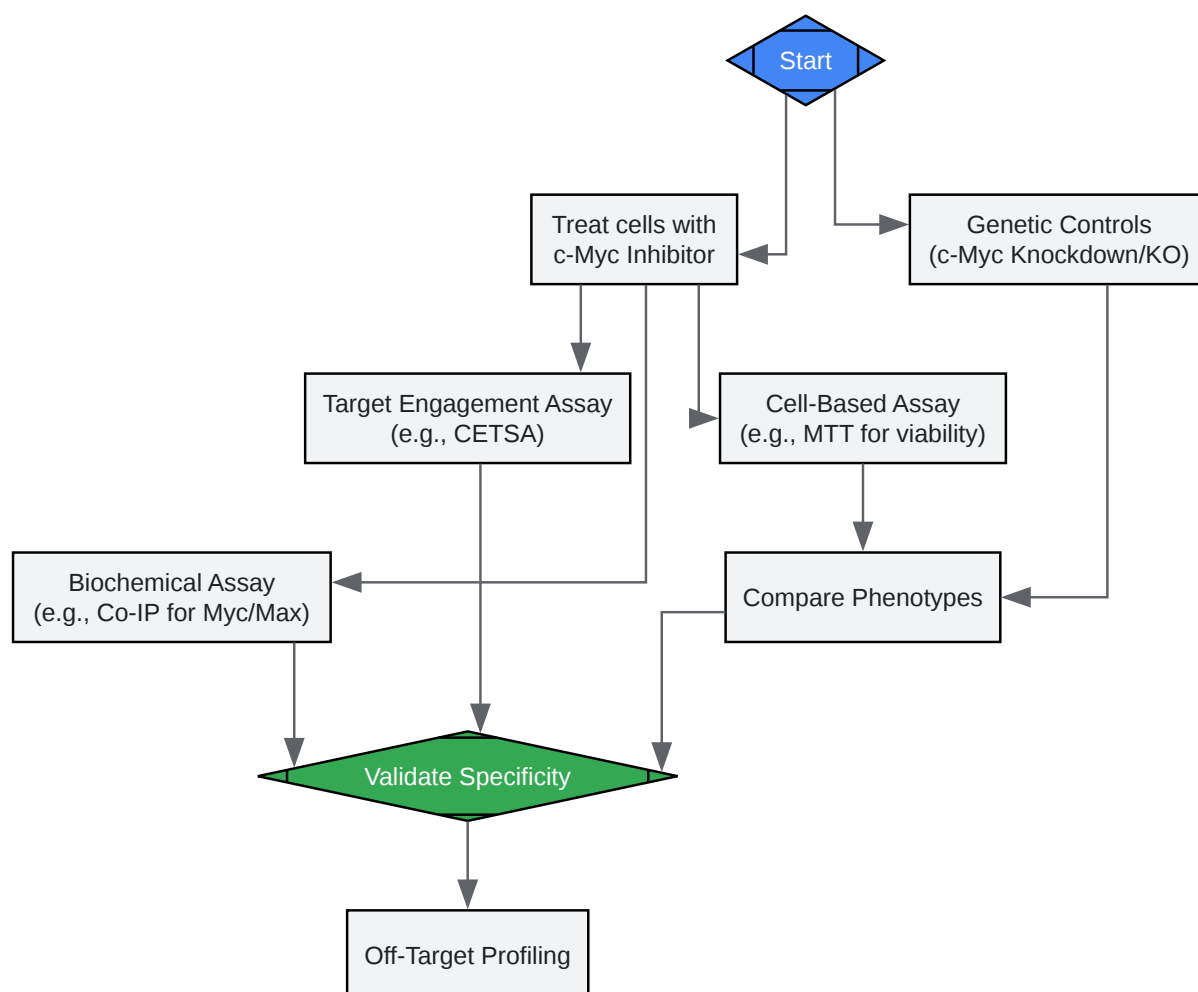 Start
Treat cells with
c-Myc Inhibitor
Genetic Controls
(c-Myc Knockdown/KO)
Target Engagement Assay
(e.g., CETSA)
Cell-Based Assay
(e.g., MTT for viability)
Biochemical Assay
(e.g., Co-IP for Myc/Max)
Compare Phenotypes
Validate Specificity
Off-Target Profiling